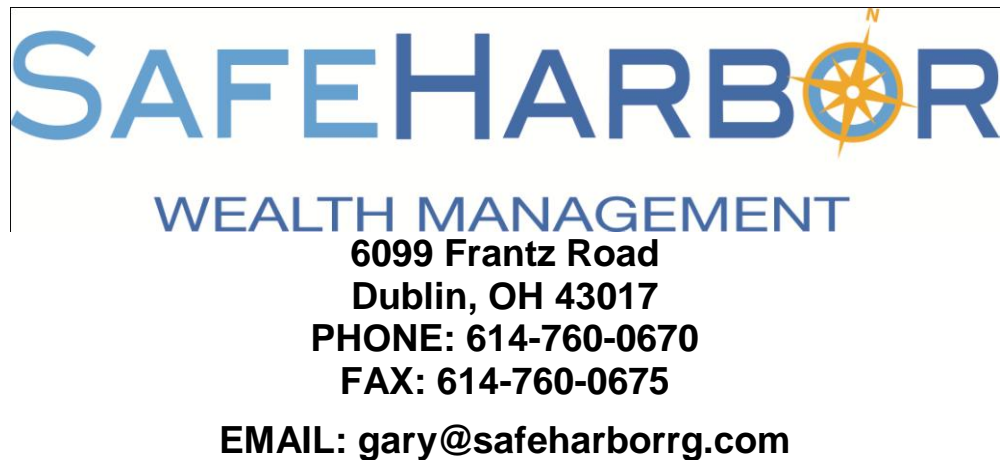 N
SAFEHARBOR
WEALTH MANAGEMENT
6099 Frantz Road
Dublin, OH 43017
PHONE: 614-760-0670
FAX: 614-760-0675
EMAIL: gary@safeharborrg.com